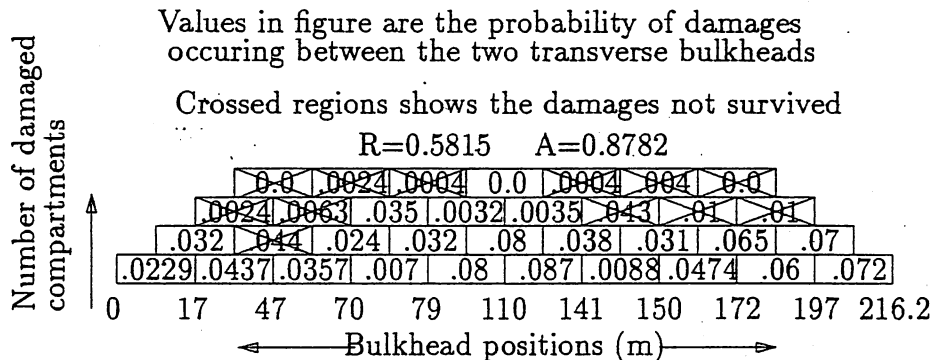 Values in figure are the probability of damages
occuring between the two transverse bulkheads
Crossed regions shows the damages not survived
R=0.5815 A=0.8782
Number of damaged
compartments
0.0 .0024 .0004 0.0 .0004 .004 0.0
.0024 .0063 .035 .0032 .0035 .043 .01 .01
.032 .044 .024 .032 .08 .038 .031 .065 .07
.0229 .0437 .0357 .007 .08 .087 .0088 .0474 .06 .072
0 17 47 70 79 110 141 150 172 197 216.2
Bulkhead positions (m)